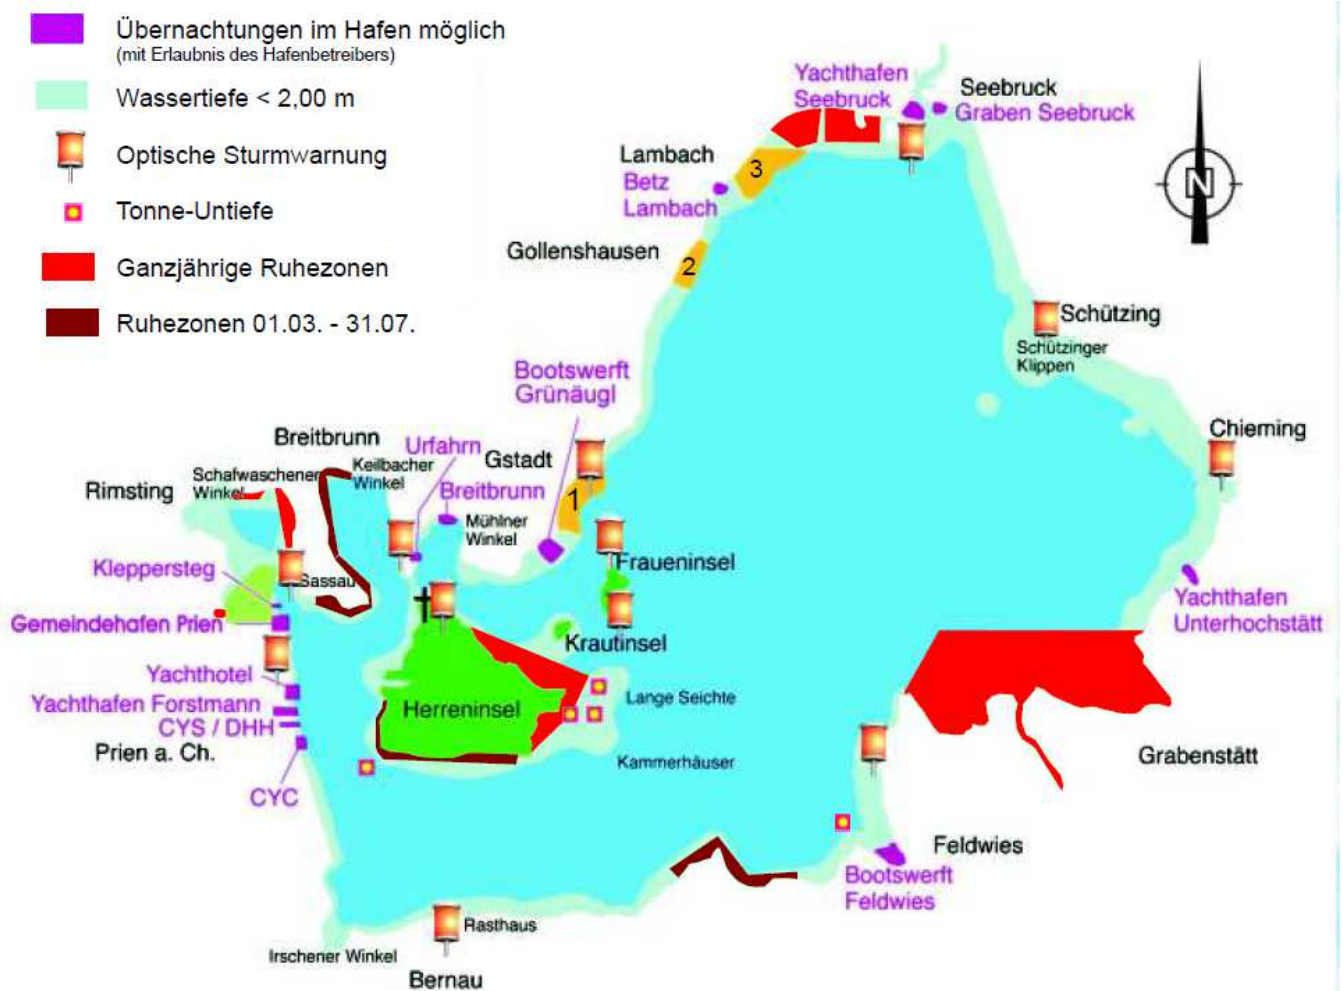 Übernachtungen im Hafen möglich
(mit Erlaubnis des Hafenbetreibers)
Wassertiefe < 2,00 m
Optische Sturmwarnung
Tonne-Untiefe
Ganzjährige Ruhezonen
Ruhezonen 01.03. - 31.07.
Yachthafen
Seebruck
Seebruck
Graben Seebruck
N
Lambach
Betz
Lambach
3
Gollenshausen
2
Schützing
Schützinger
Klippen
Bootswerft
Grünäugl
Chieming
Breitbrunn
Urfahrn
Gstadt
Schafwaschener
Winkel
Keilbacher
Winkel
Rimsting
Breitbrunn
1
Mühlner
Winkel
Fraueninsel
Kleppersteg
Sassau
Yachthafen
Unterhochstätt
Gemeindehafen Prien
Krautinsel
Yachthotel
Lange Seichte
Yachthafen Forstmann
Herreninsel
CYS / DHH
Prien a. Ch.
Kammerhäuser
Grabenstätt
CYC
Feldwies
Bootswerft
Feldwies
Rasthaus
Irschener Winkel
Bernau